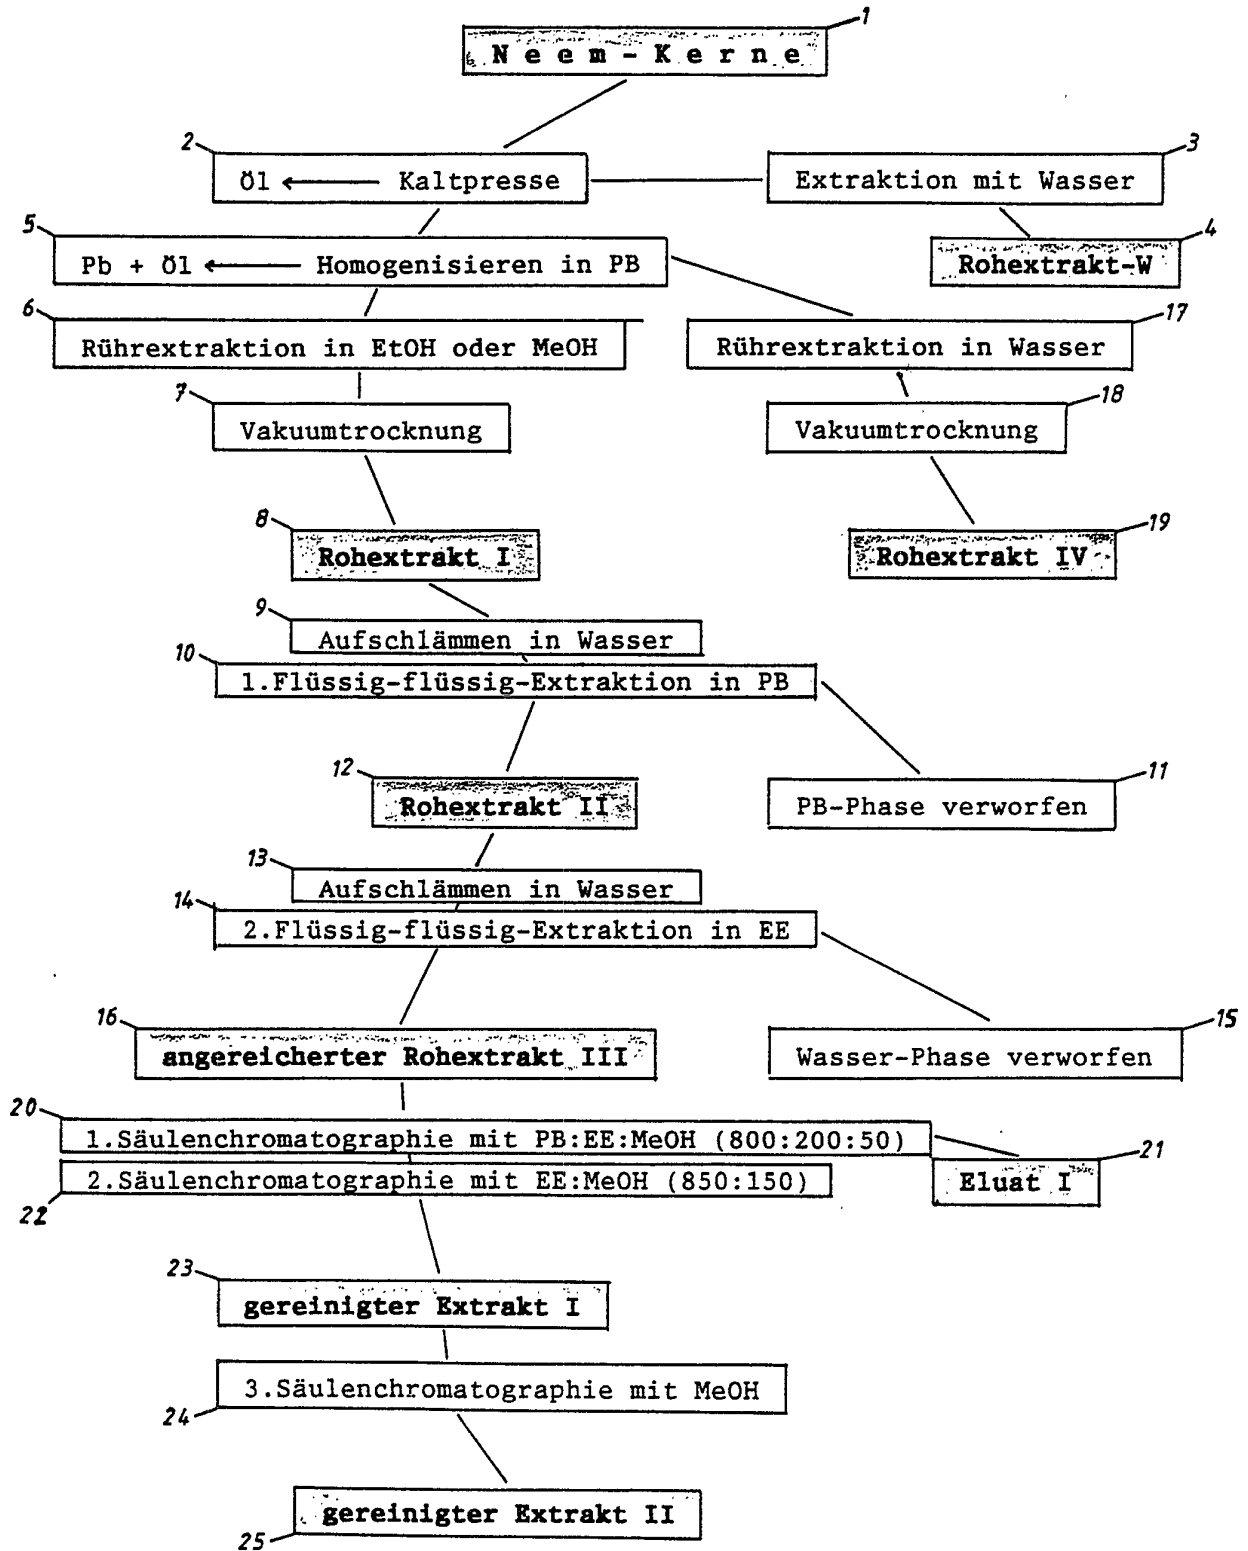 1
Neem-Kerne
2
Öl ← Kaltpresse
3
Extraktion mit Wasser
4
Rohextrakt-W
5
Pb + Öl ← Homogenisieren in PB
6
Rührextraktion in EtOH oder MeOH
17
Rührextraktion in Wasser
7
Vakuumtrocknung
18
Vakuumtrocknung
8
Rohextrakt I
19
Rohextrakt IV
9
Aufschlämmen in Wasser
10
1.Flüssig-flüssig-Extraktion in PB
12
Rohextrakt II
11
PB-Phase verworfen
13
Aufschlämmen in Wasser
14
2.Flüssig-flüssig-Extraktion in EE
16
angereicherter Rohextrakt III
15
Wasser-Phase verworfen
20
1.Säulenchromatographie mit PB:EE:MeOH (800:200:50)
21
Eluat I
2.Säulenchromatographie mit EE:MeOH (850:150)
22
23
gereinigter Extrakt I
3.Säulenchromatographie mit MeOH
24
gereinigter Extrakt II
25